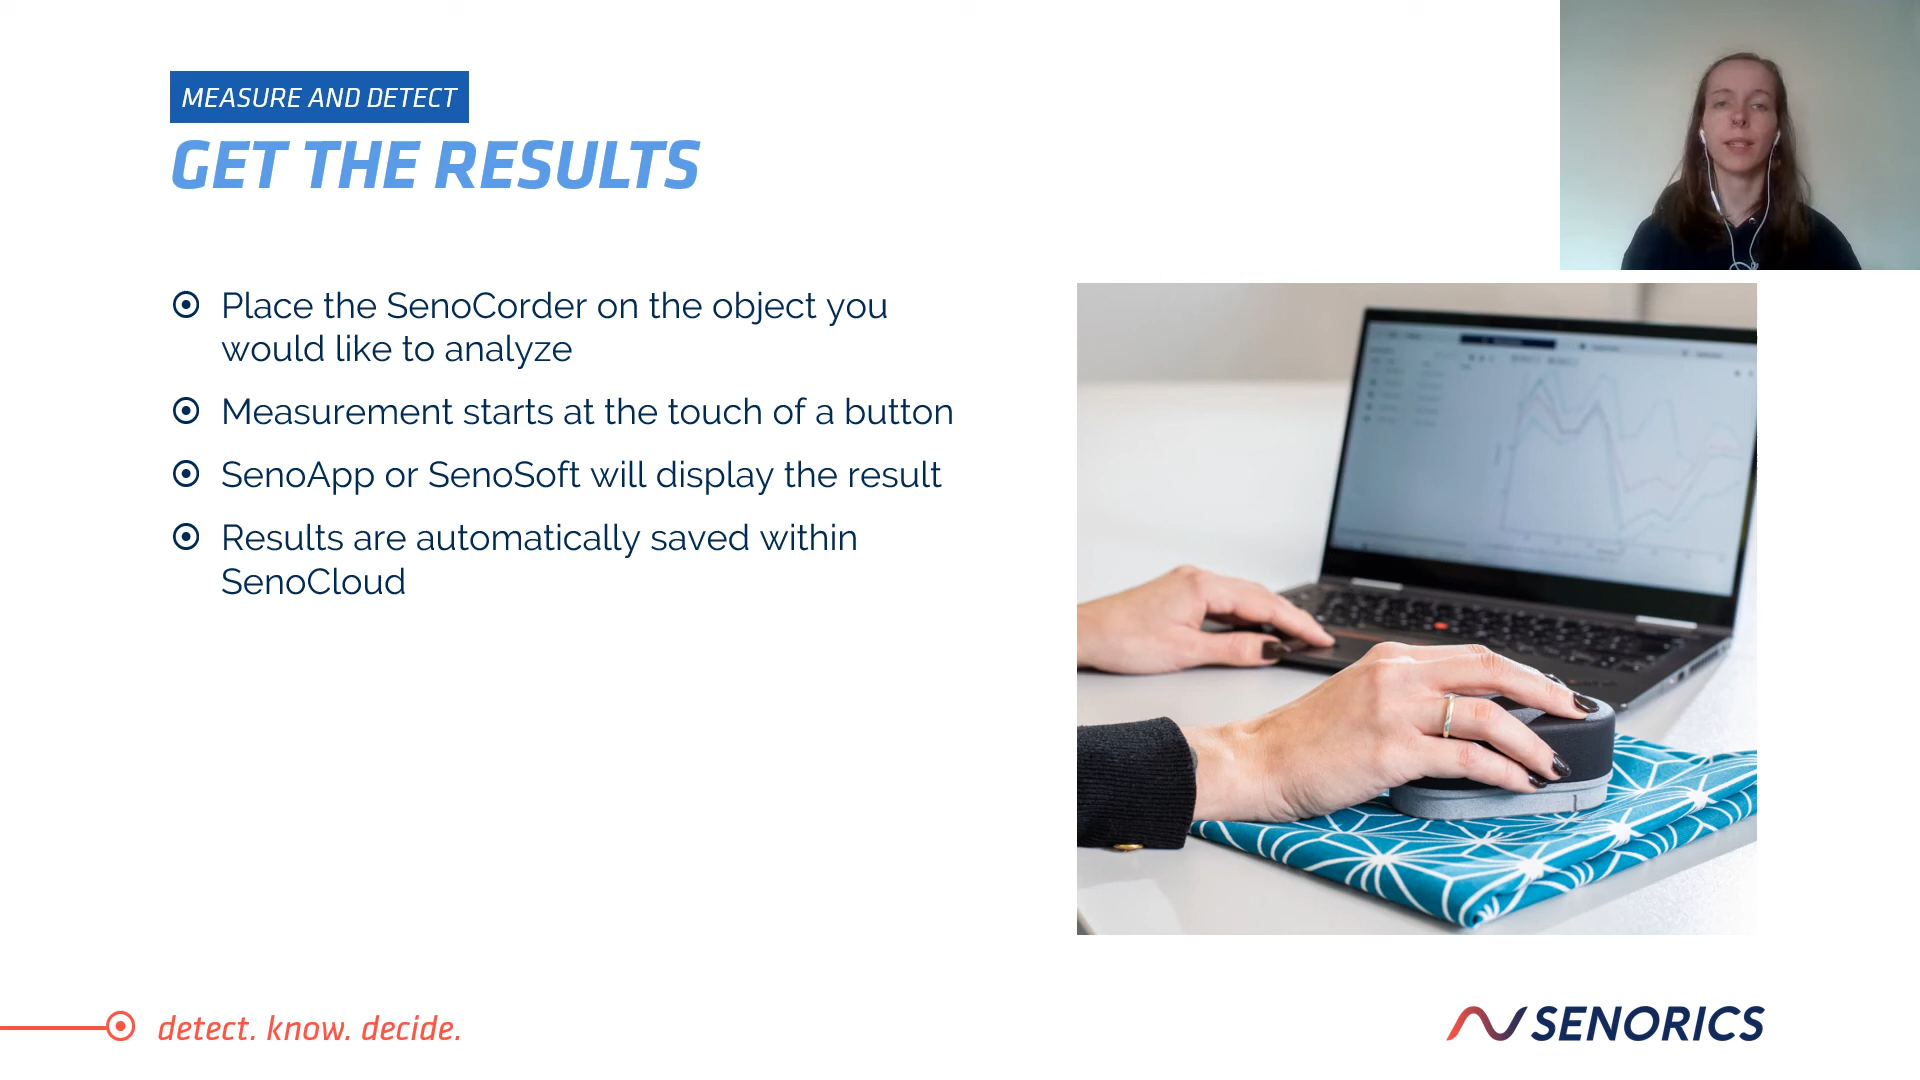 MEASURE AND DETECT
GET THE RESULTS
Place the SenoCorder on the object you
would like to analyze
Measurement starts at the touch of a button
SenoApp or SenoSoft will display the result
Results are automatically saved within
SenoCloud
detect. know. decide.
SENORICS